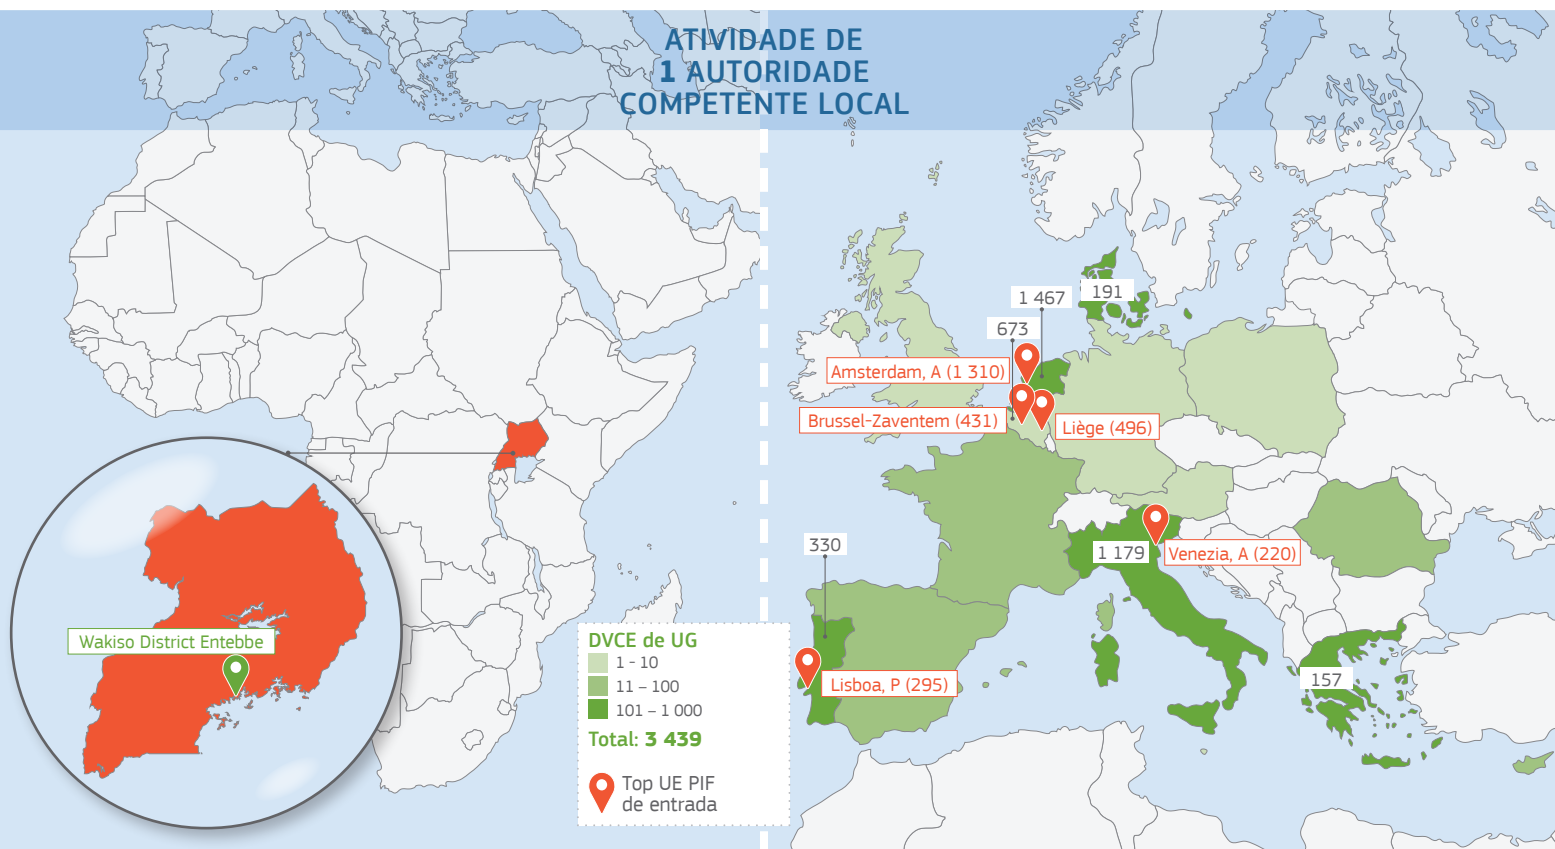 ATIVIDADE DE
1 AUTORIDADE
COMPETENTE LOCAL
191
1 467
673
Amsterdam, A (1 310)
Brussel-Zaventem (431)
Liège (496)
330
1 179
Venezia, A (220)
Wakiso District Entebbe
DVCE de UG
1 - 10
11 – 100
101 – 1 000
Total: 3 439
Top UE PIF
de entrada
Lisboa, P (295)
157